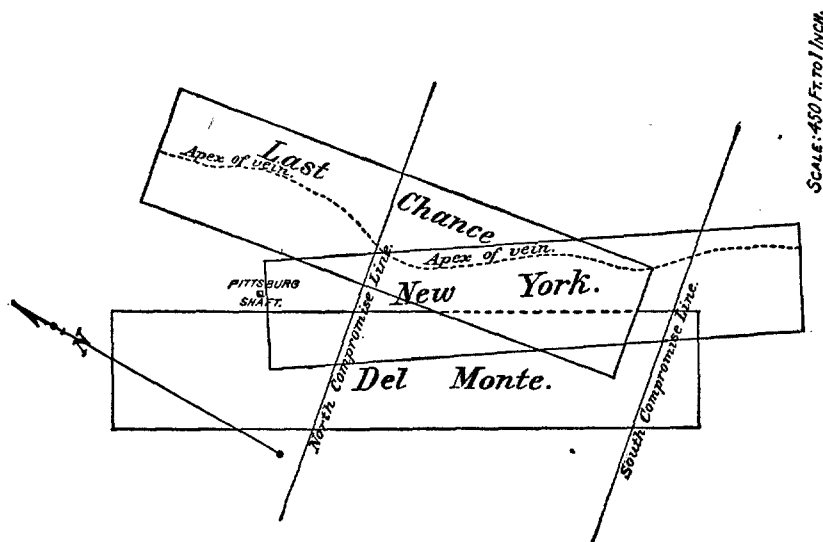 SCALE: 450 FT. TO 1 INCH.
Last
Apex of vein.
Chance
Apex of vein.
PITTSBURG
SHAFT.
New York.
North Compromise Line.
South Compromise Line.
Del Monte.
N